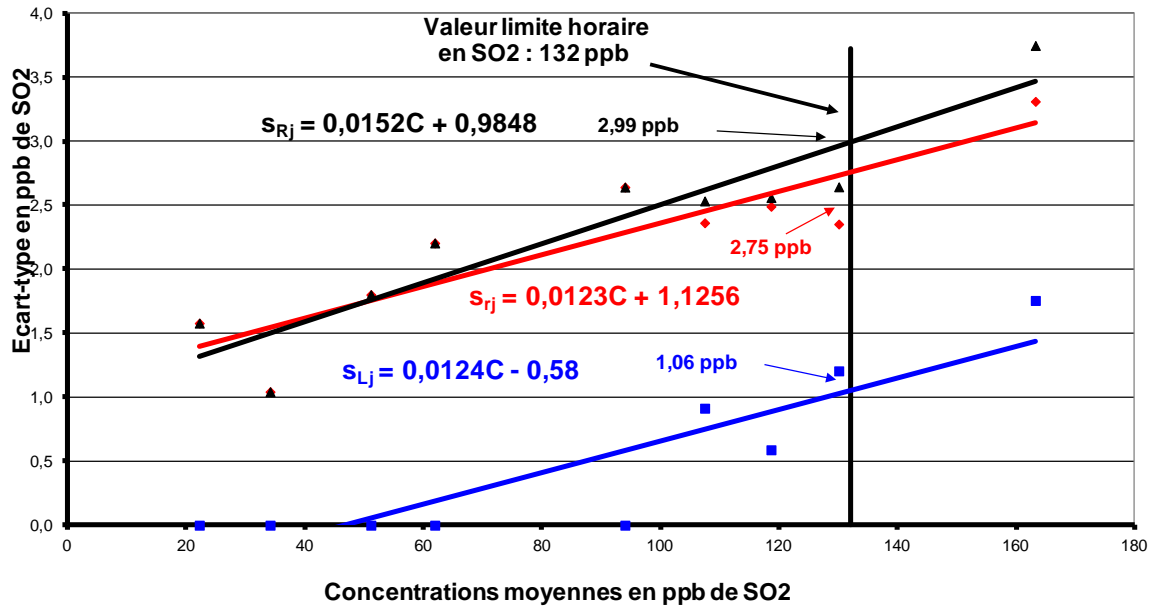 Valeur limite horaire
en SO2 : 132 ppb
s_Rj = 0,0152C + 0,9848
2,99 ppb
2,75 ppb
s_rj = 0,0123C + 1,1256
s_Lj = 0,0124C - 0,58
1,06 ppb
Ecart-type en ppb de SO2
4,0
3,5
3,0
2,5
2,0
1,5
1,0
0,5
0,0
0 20 40 60 80 100 120 140 160 180
Concentrations moyennes en ppb de SO2